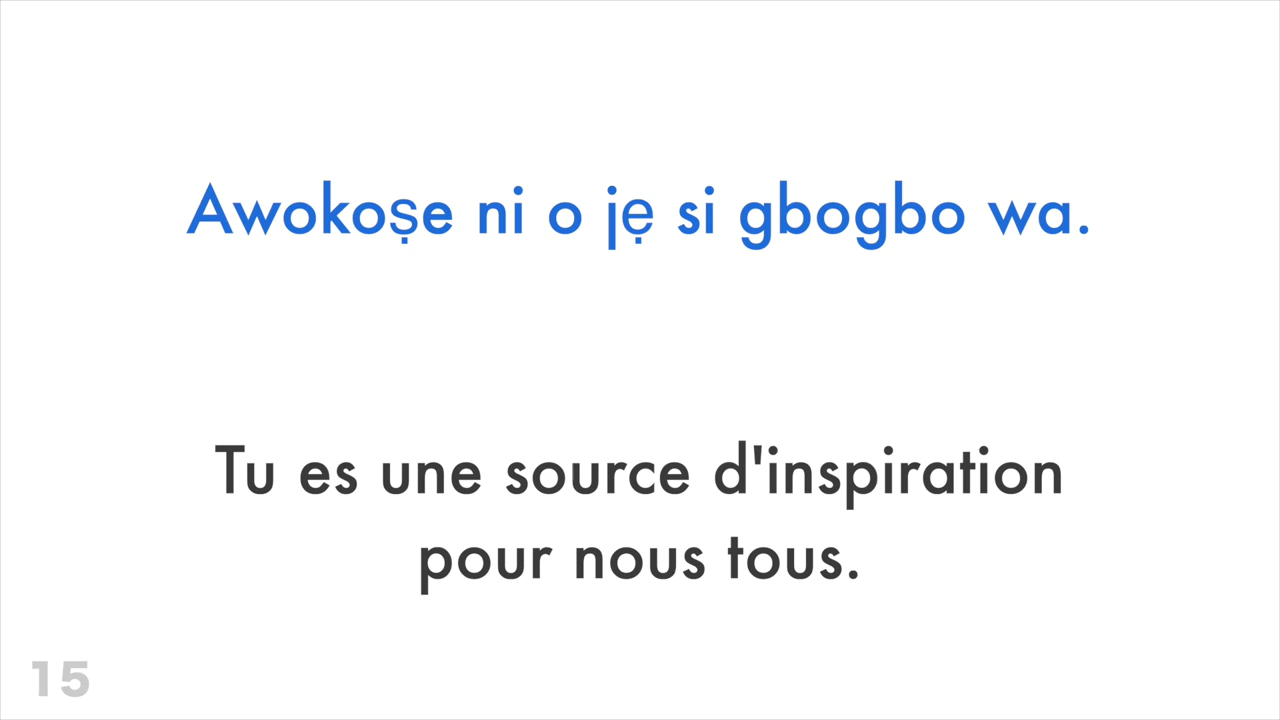 Awokoṣe ni o jẹ si gbogbo wa.
Tu es une source d'inspiration
pour nous tous.
15